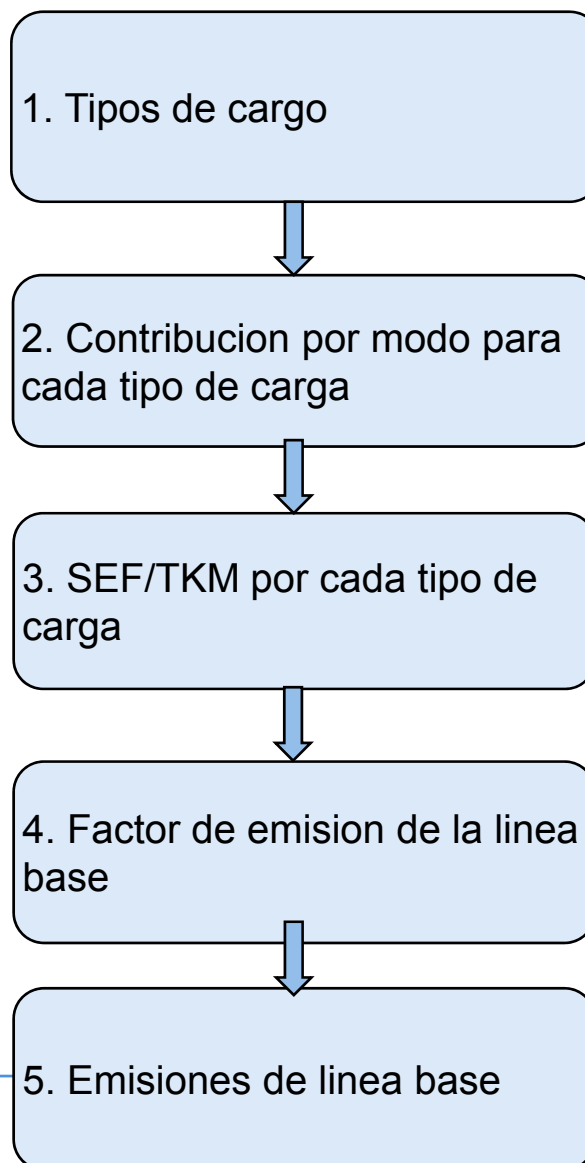 1. Tipos de cargo
2. Contribucion por modo para
cada tipo de carga
3. SEF/TKM por cada tipo de
carga
4. Factor de emision de la linea
base
5. Emisiones de linea base